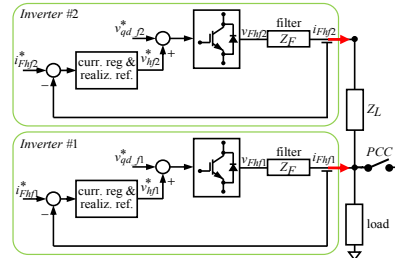 Inverter #2
i*Fhf2
−
curr. reg &
realiz. ref.
v*qd_f2
v*hf2
+
vFhf2
filter
ZF
iFhf2
ZL
Inverter #1
i*Fhf1
−
curr. reg &
realiz. ref.
v*qd_f1
v*hf1
+
vFhf1
filter
ZF
iFhf1
PCC
load